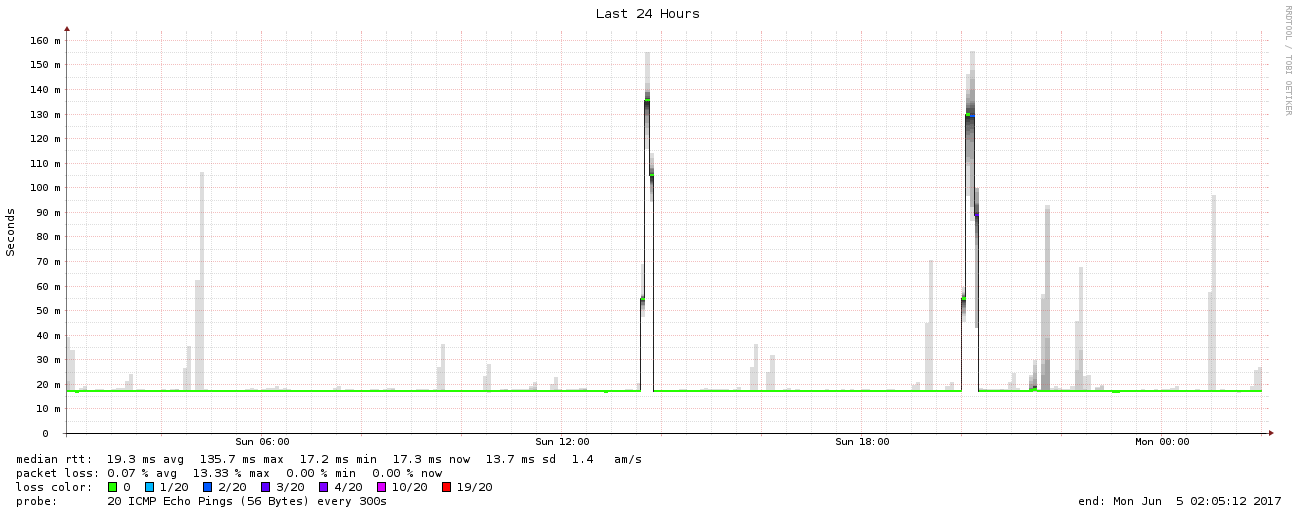 Last 24 Hours
RRDTOOL / TOBI OETIKER
Seconds
160 m
150 m
140 m
130 m
120 m
110 m
100 m
90 m
80 m
70 m
60 m
50 m
40 m
30 m
20 m
10 m
0
Sun 06:00 Sun 12:00 Sun 18:00 Mon 00:00
median rtt: 19.3 ms avg 135.7 ms max 17.2 ms min 17.3 ms now 13.7 ms sd 1.4 am/s
packet loss: 0.07 % avg 13.33 % max 0.00 % min 0.00 % now
loss color: 0 1/20 2/20 3/20 4/20 10/20 19/20
probe: 20 ICMP Echo Pings (56 Bytes) every 300s end: Mon Jun 5 02:05:12 2017